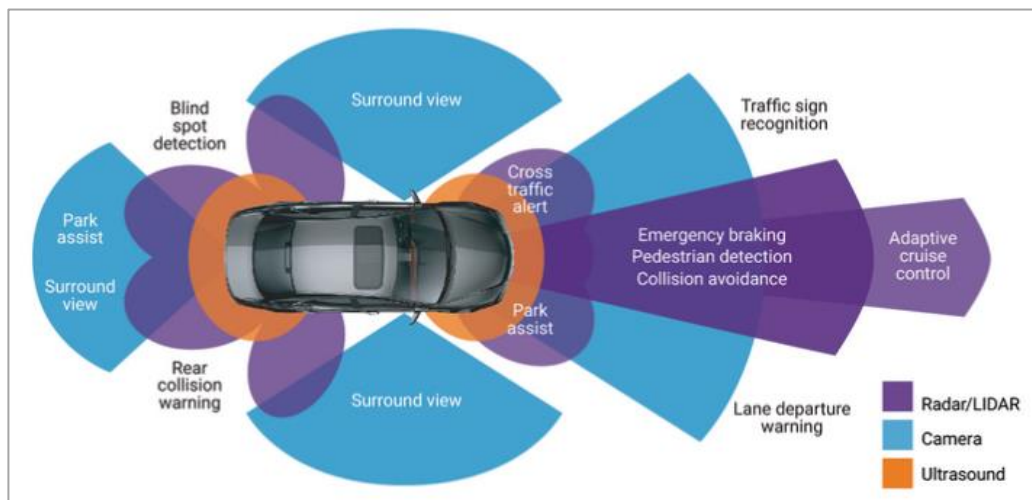 Surround view
Blind
spot
detection
Traffic sign
recognition
Cross
traffic
alert
Park
assist
Surround
view
Emergency braking
Pedestrian detection
Collision avoidance
Adaptive
cruise
control
Park
assist
Rear
collision
warning
Surround view
Lane departure
warning
Radar/LIDAR
Camera
Ultrasound